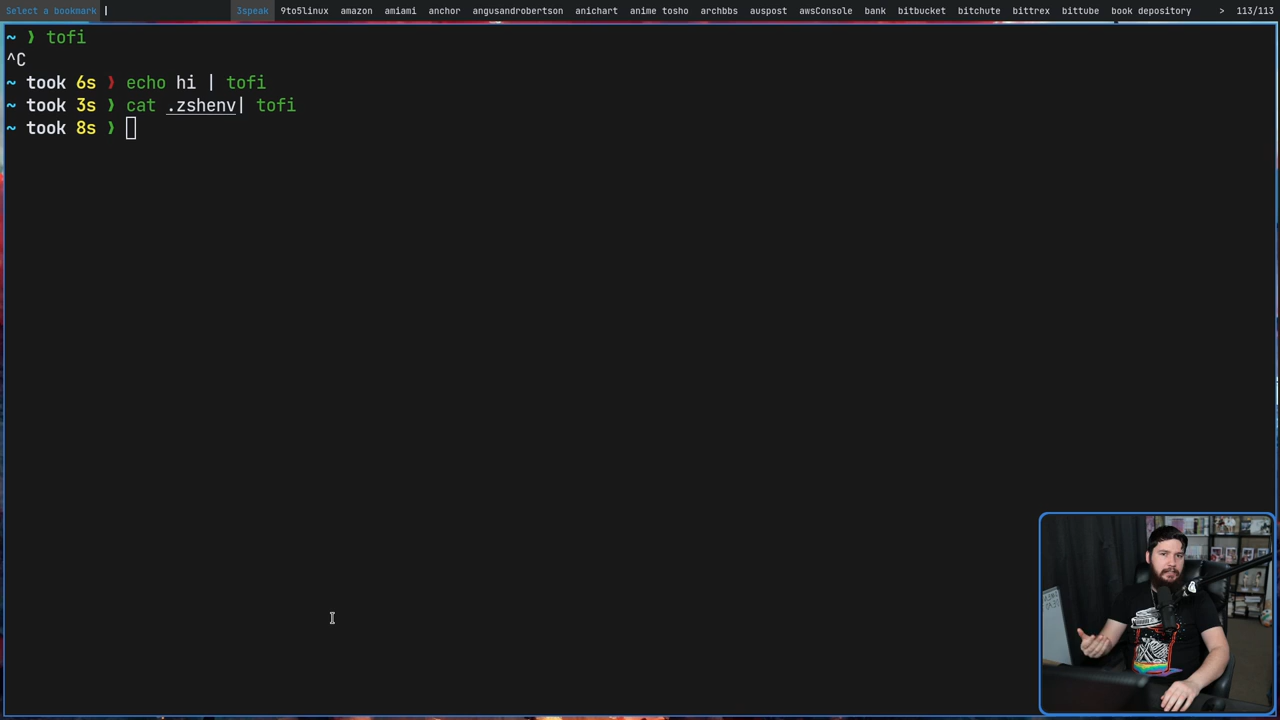 Select a bookmark 3speak 9to5linux amazon amiami anchor angusandrobertson anichart anime tosho archbbs auspost awsConsole bank bitbucket bitchute bittrex bittube book depository > 113/113
~ ❯ tofi
^C
~ took 6s ❯ echo hi | tofi
~ took 3s ❯ cat .zshenv| tofi
~ took 8s ❯